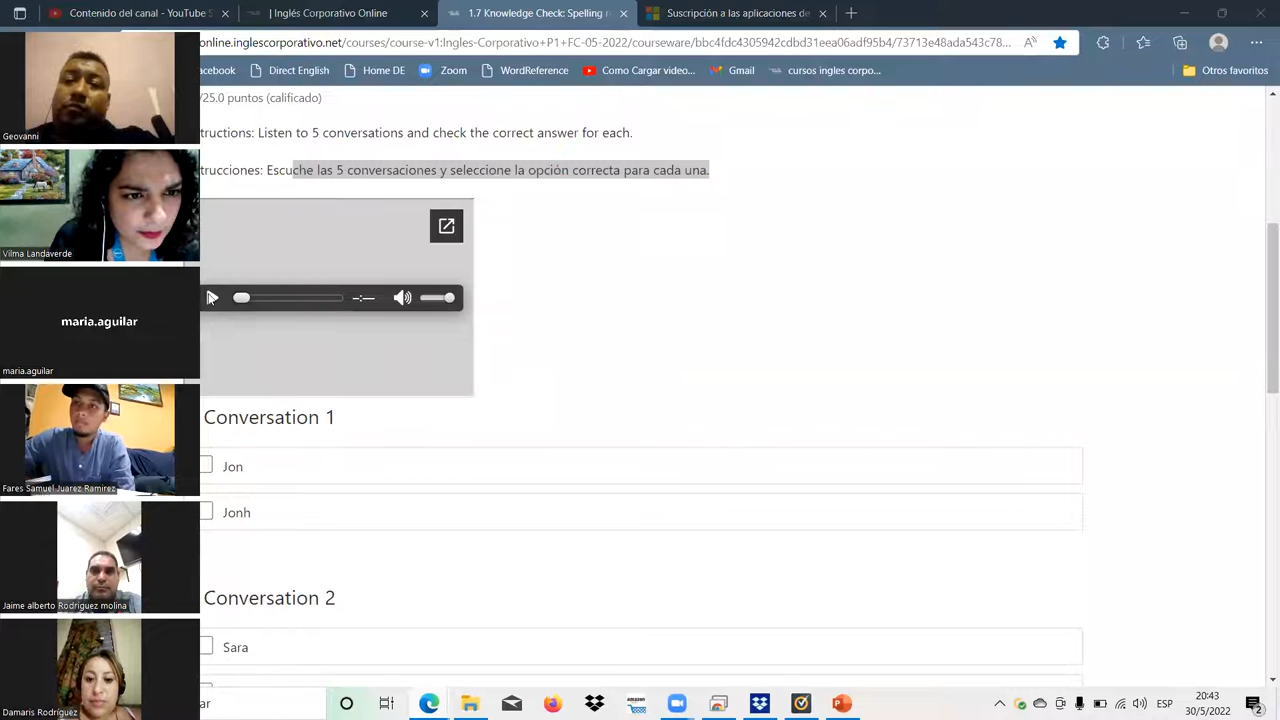 de del canal - YouTube S
| Inglés Corporativo Online
1.7 Knowledge Check: Spelling n
Suscripción a las aplicaciones de
online.inglescorporativo.net/courses/course-v1:Ingles-Corporativo+P1+FC-05-2022/courseware/bbc4fdc4305942cdbd31eea06adf95b4/73713e48ada543c78...
cebook
Direct English
Home DE
Zoom
WordReference
Como Cargar video...
Gmail
cursos ingles corpo...
Otros favoritos
/25.0 puntos (calificado)
tructions: Listen to 5 conversations and check the correct answer for each.
trucciones: Escuche las 5 conversaciones y seleccione la opción correcta para cada una.
Geovanni
Vilma Landaverde
maria.aguilar
maria.aguilar
Fares Samuel Juarez Ramirez
Jaime alberto Rodriguez molina
Damaris Rodríguez
-:--
Conversation 1
Jon
Jonh
Conversation 2
Sara
ar
amazon
ESP
20:43
30/5/2022
2